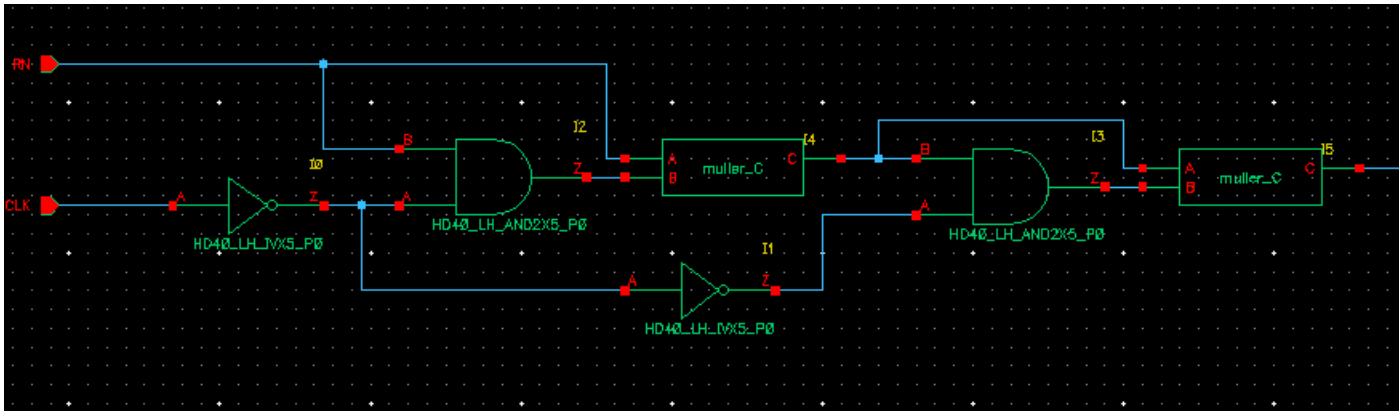 RN
B
I2
A
I4
C
muller_C
B
Z
I0
B
I3
A
I5
C
muller_C
B
Z
CLK
A
Z
A
HD40_LH_AND2X5_P0
HD40_LH_IVX5_P0
A
HD40_LH_AND2X5_P0
I1
A
Z
HD40_LH_IVX5_P0